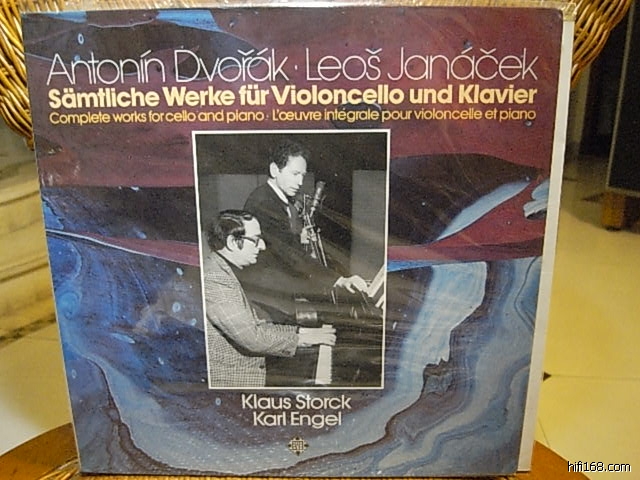 Antonín Dvořák · Leoš Janáček
Sämtliche Werke für Violoncello und Klavier
Complete works for cello and piano · L'œuvre intégrale pour violoncelle et piano
Klaus Storck
Karl Engel
hifi168.com